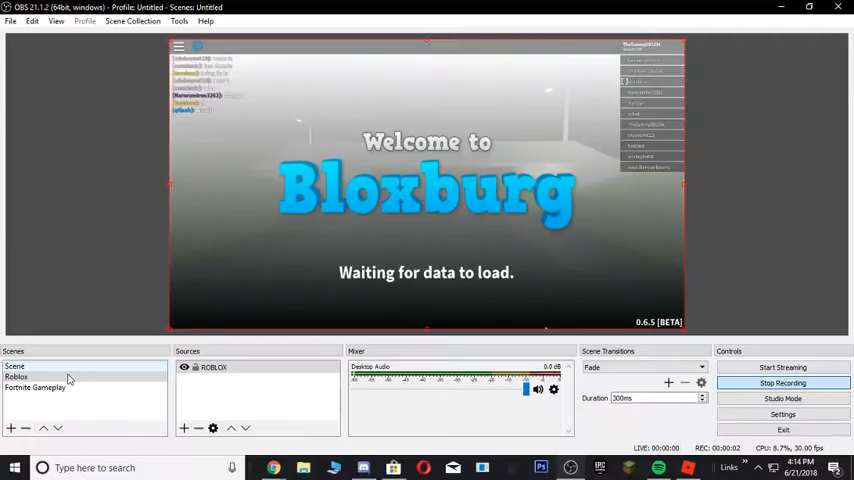 OBS 21.1.2 (64bit, windows) - Profile: Untitled - Scenes: Untitled
File Edit View Profile Scene Collection Tools Help
Welcome to
Bloxburg
Waiting for data to load.
0.6.5 [BETA]
Scenes Sources Mixer Scene Transitions Controls
Scene
Roblox
Fortnite Gameplay
ROBLOX
Desktop Audio 0.0 dB
Fade
Duration 300ms
Start Streaming
Stop Recording
Studio Mode
Settings
Exit
LIVE: 00:00:00 REC: 00:00:02 CPU: 8.7%, 30.00 fps
Type here to search
Links
4:14 PM
6/21/2018